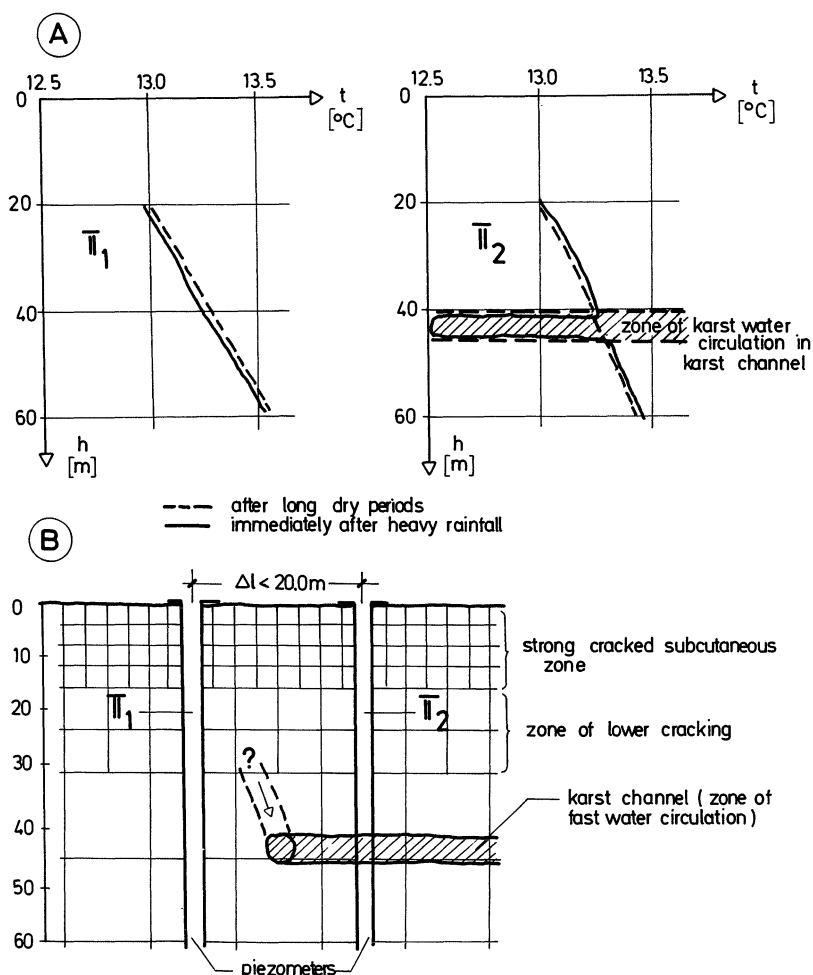 A
12.5 13.0 13.5
t
[°C]
0
20
40
60
π1
h
[m]
12.5 13.0 13.5
t
[°C]
0
20
40
60
π2
zone of karst water
circulation in
karst channel
h
[m]
after long dry periods
immediately after heavy rainfall
B
Δl < 20.0m
0
10
20
30
40
50
60
π1
π2
?
strong cracked subcutaneous
zone
zone of lower cracking
karst channel ( zone of
fast water circulation )
piezometers